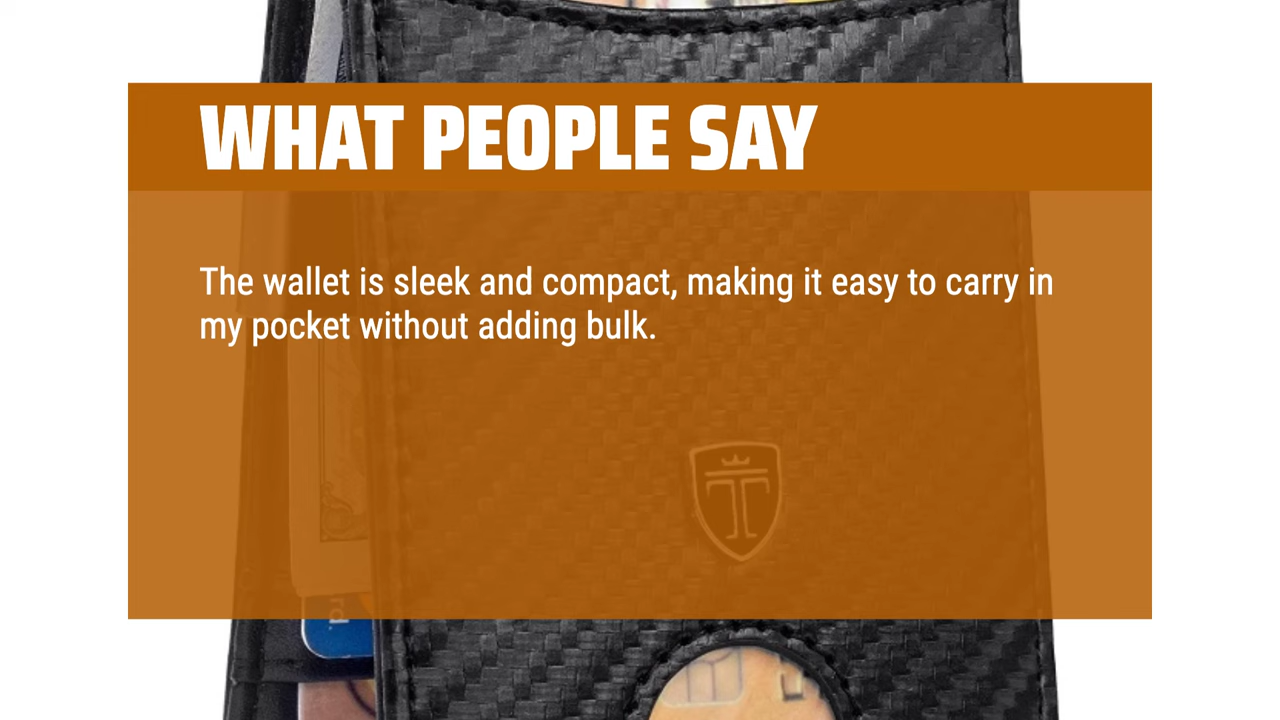 WHAT PEOPLE SAY
The wallet is sleek and compact, making it easy to carry in
my pocket without adding bulk.
rd.